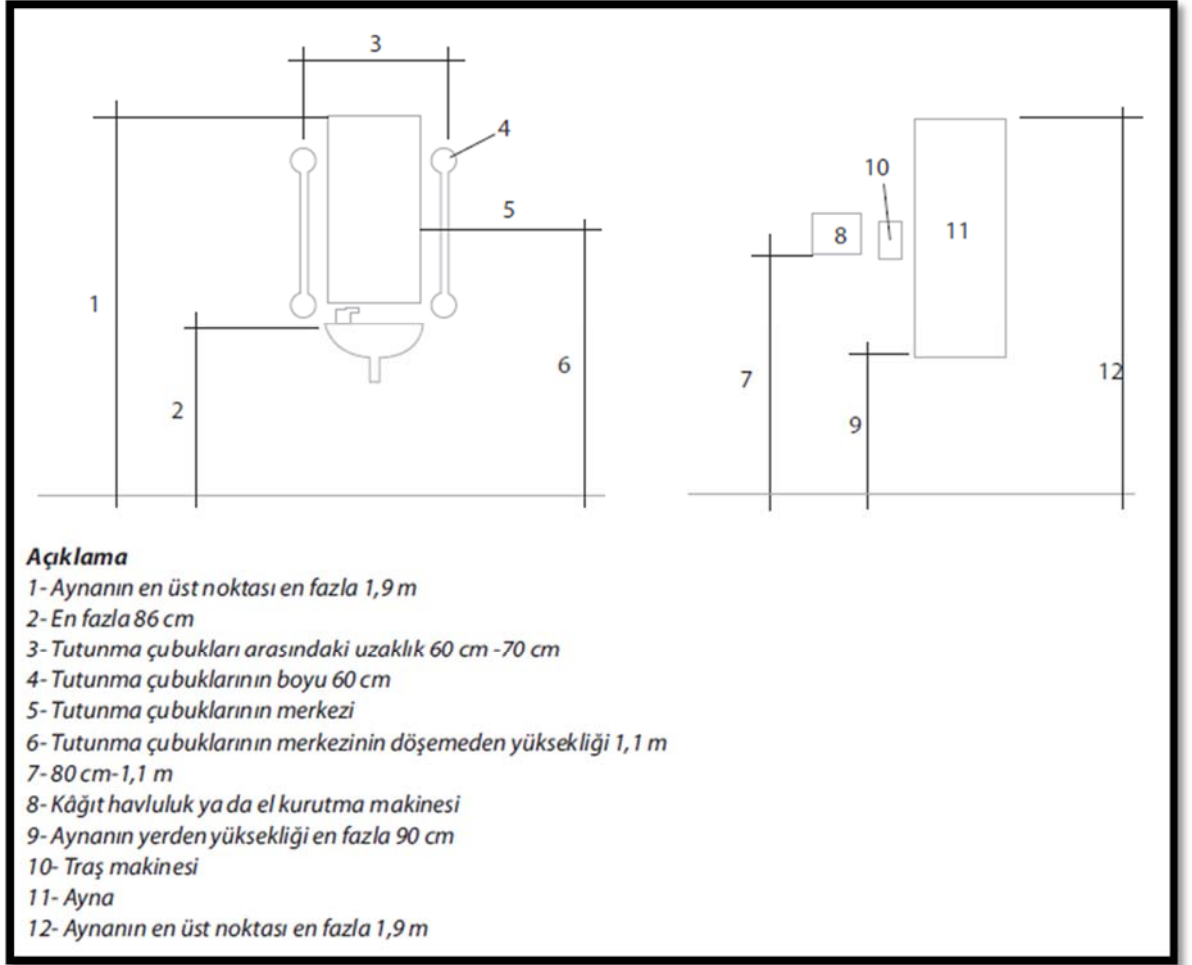 3
4
5
1
2
6
10
8
11
7
9
12
Açıklama
1- Aynanın en üst noktası en fazla 1,9 m
2- En fazla 86 cm
3- Tutunma çubukları arasındaki uzaklık 60 cm -70 cm
4- Tutunma çubuklarının boyu 60 cm
5- Tutunma çubuklarının merkezi
6- Tutunma çubuklarının merkezinin döşemeden yüksekliği 1,1 m
7- 80 cm-1,1 m
8- Kâğıt havluluk ya da el kurutma makinesi
9- Aynanın yerden yüksekliği en fazla 90 cm
10- Traş makinesi
11- Ayna
12- Aynanın en üst noktası en fazla 1,9 m